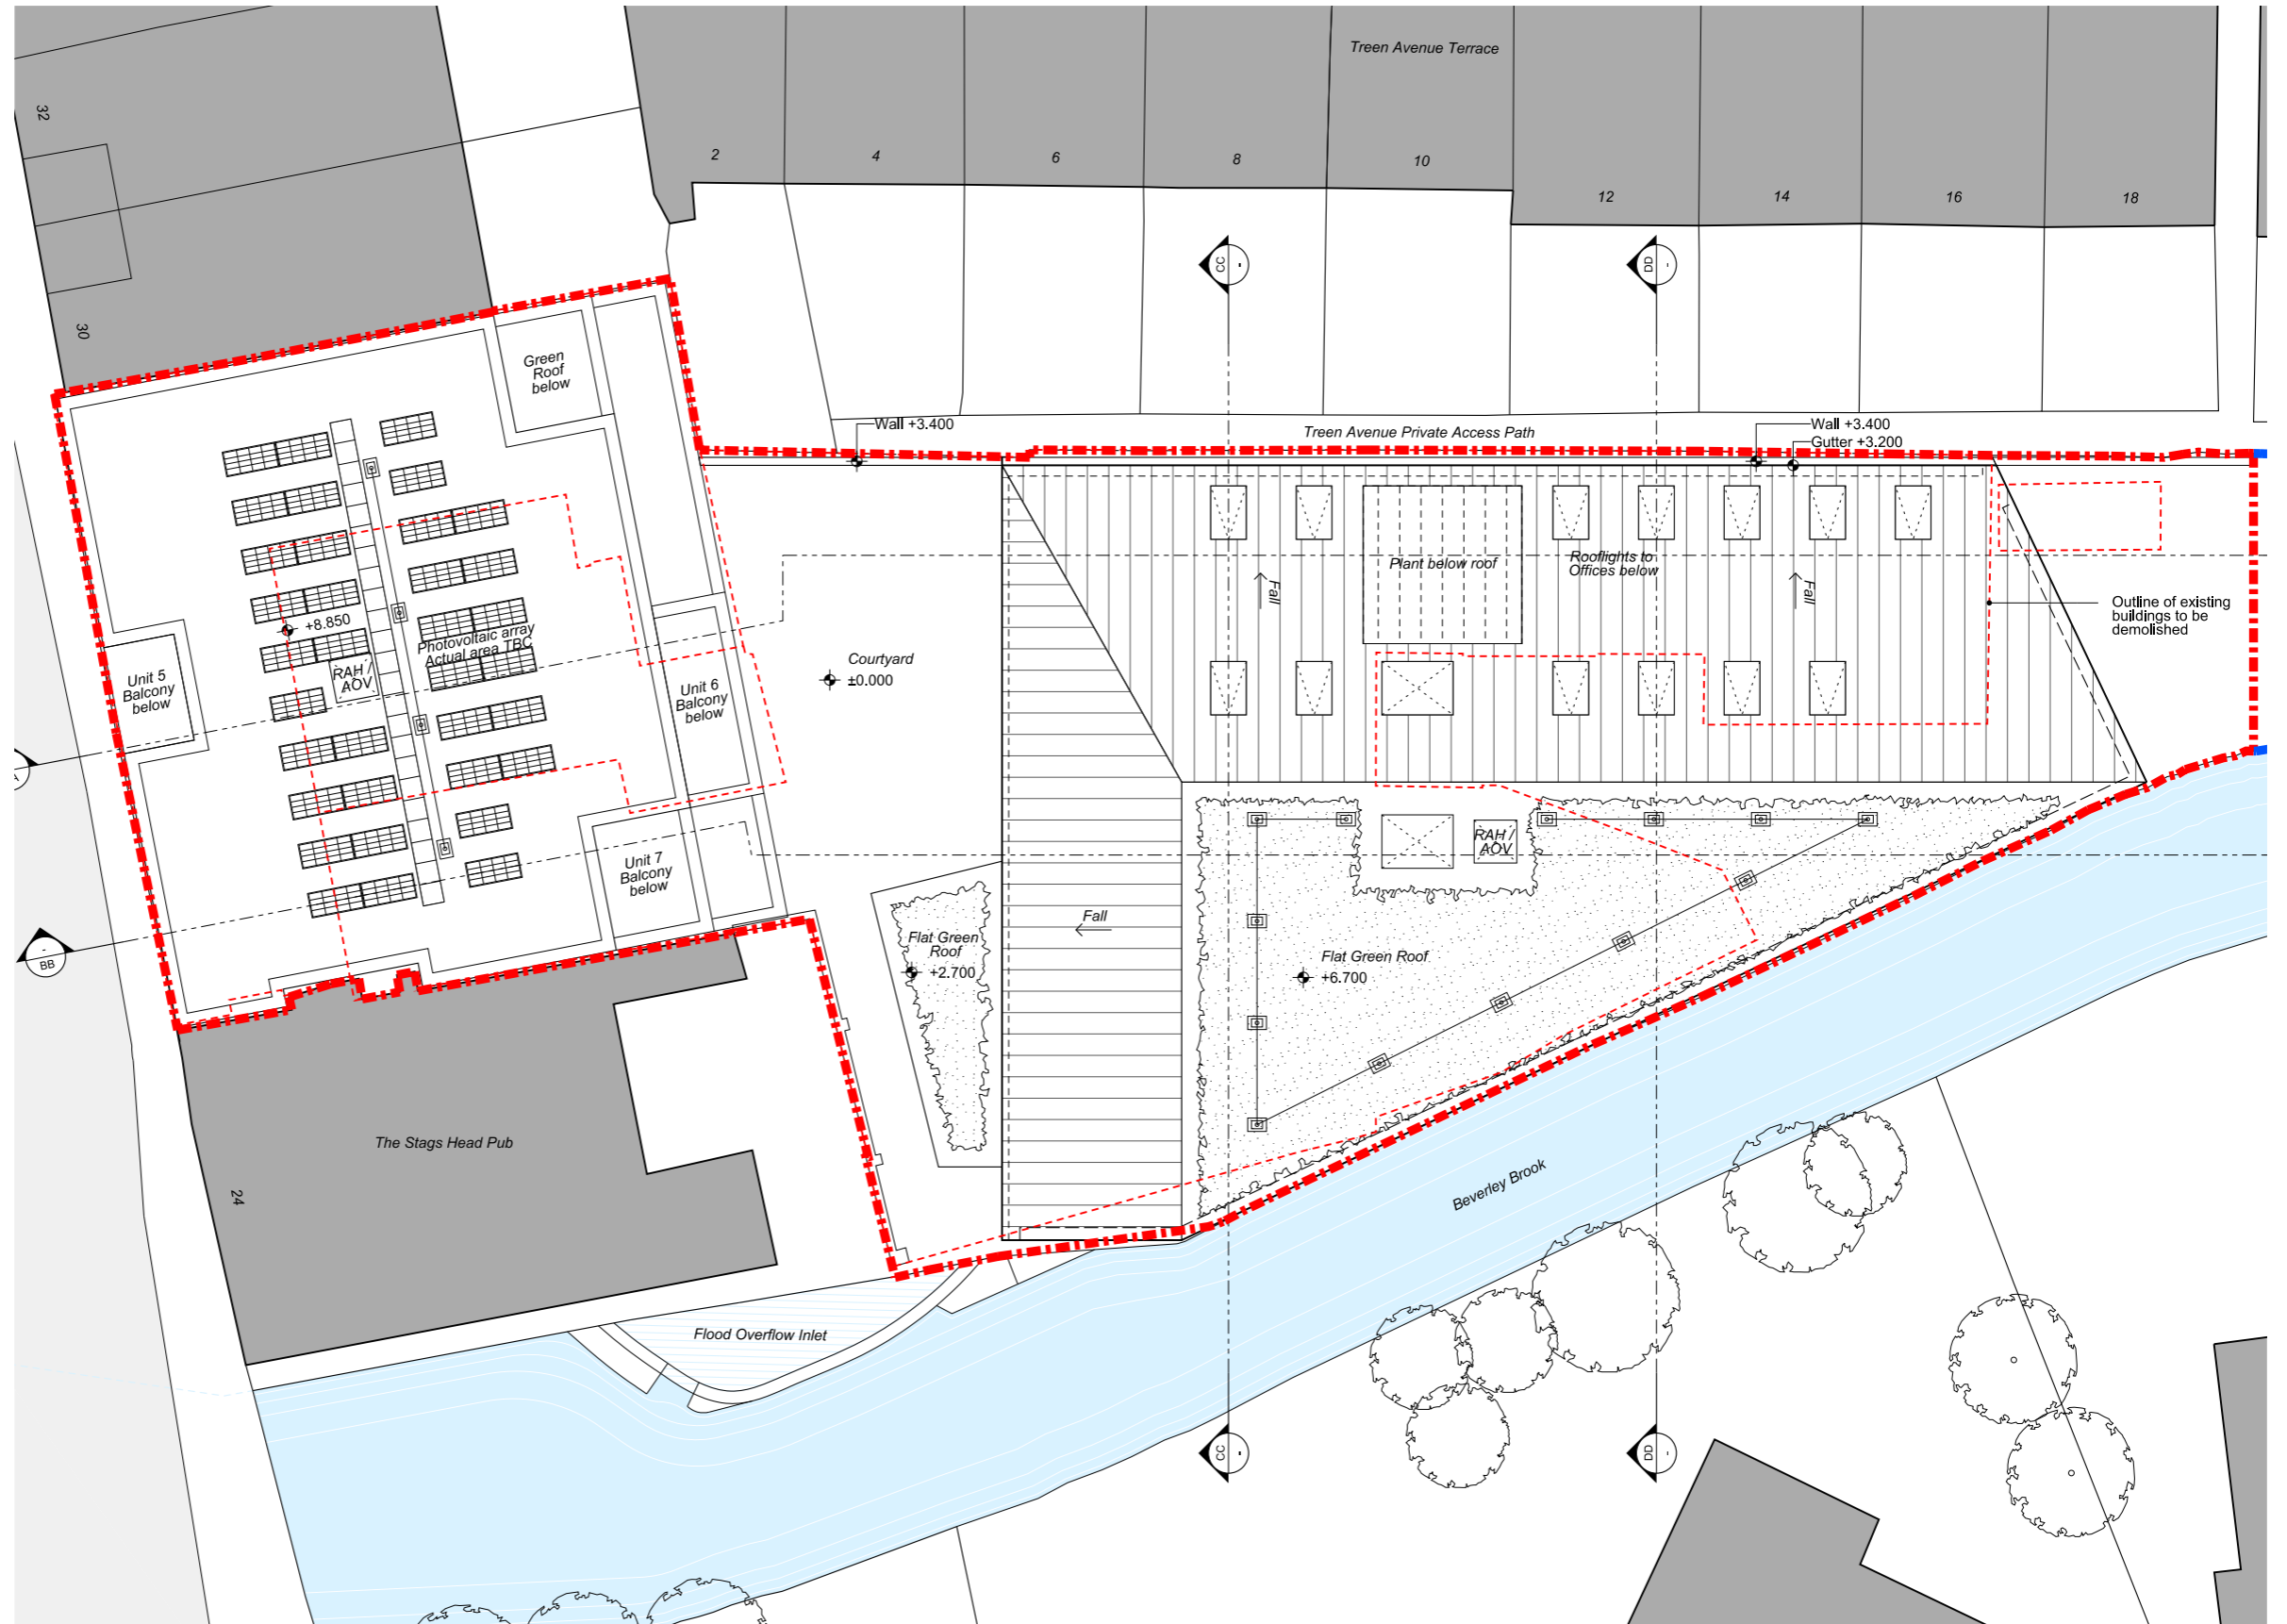 Treen Avenue Terrace
32
2
4
6
8
10
12
14
16
18
CC
-
DD
-
30
Green
Roof
below
Wall +3.400
Treen Avenue Private Access Path
Wall +3.400
Gutter +3.200
Plant below roof
Rooflights to
Offices below
Fall
Fall
Outline of existing
buildings to be
demolished
+8.850
Photovoltaic array
Actual area TBC
RAH /
AOV
Courtyard
±0.000
Unit 5
Balcony
below
Unit 6
Balcony
below
Unit 7
Balcony
below
RAH /
AOV
-
BB
Fall
Flat Green
Roof
+2.700
Flat Green Roof
+6.700
The Stags Head Pub
24
Beverley Brook
Flood Overflow Inlet
CC
-
DD
-